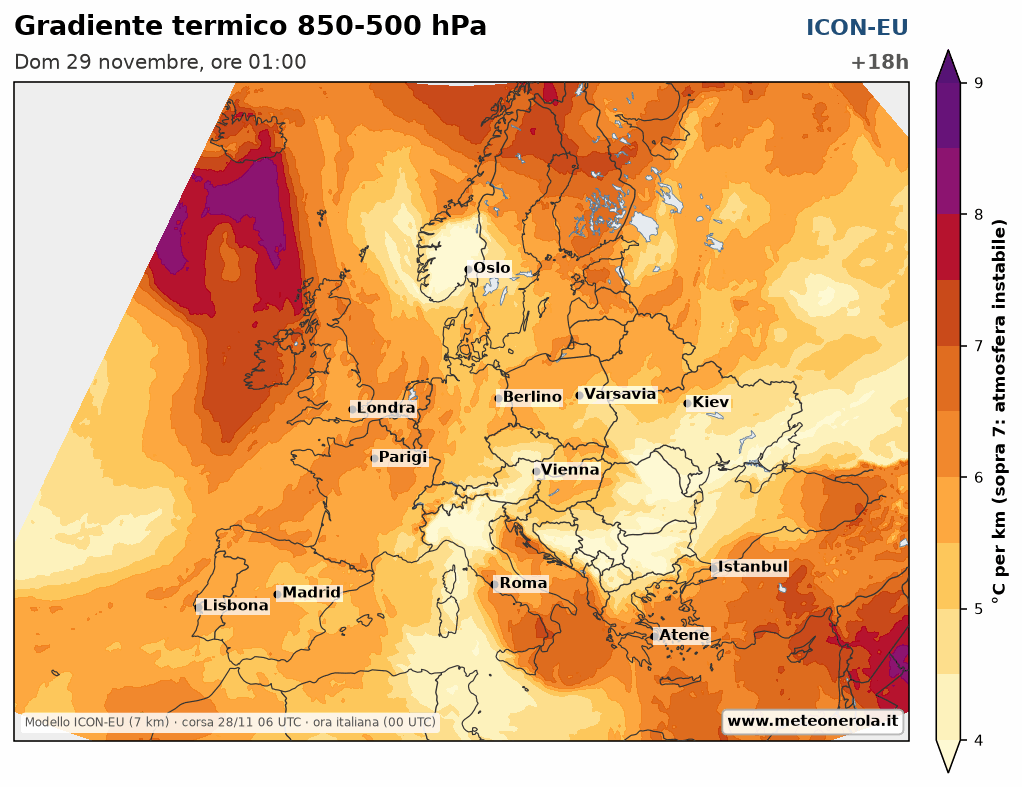 Gradiente termico 850-500 hPa
ICON-EU
Dom 29 novembre, ore 01:00
+18h
Oslo
Londra
Berlino
Varsavia
Kiev
Parigi
Vienna
Istanbul
Roma
Madrid
Lisbona
Atene
Modello ICON-EU (7 km) · corsa 28/11 06 UTC · ora italiana (00 UTC)
www.meteonerola.it
9
8
7
6
5
4
°C per km (sopra 7: atmosfera instabile)